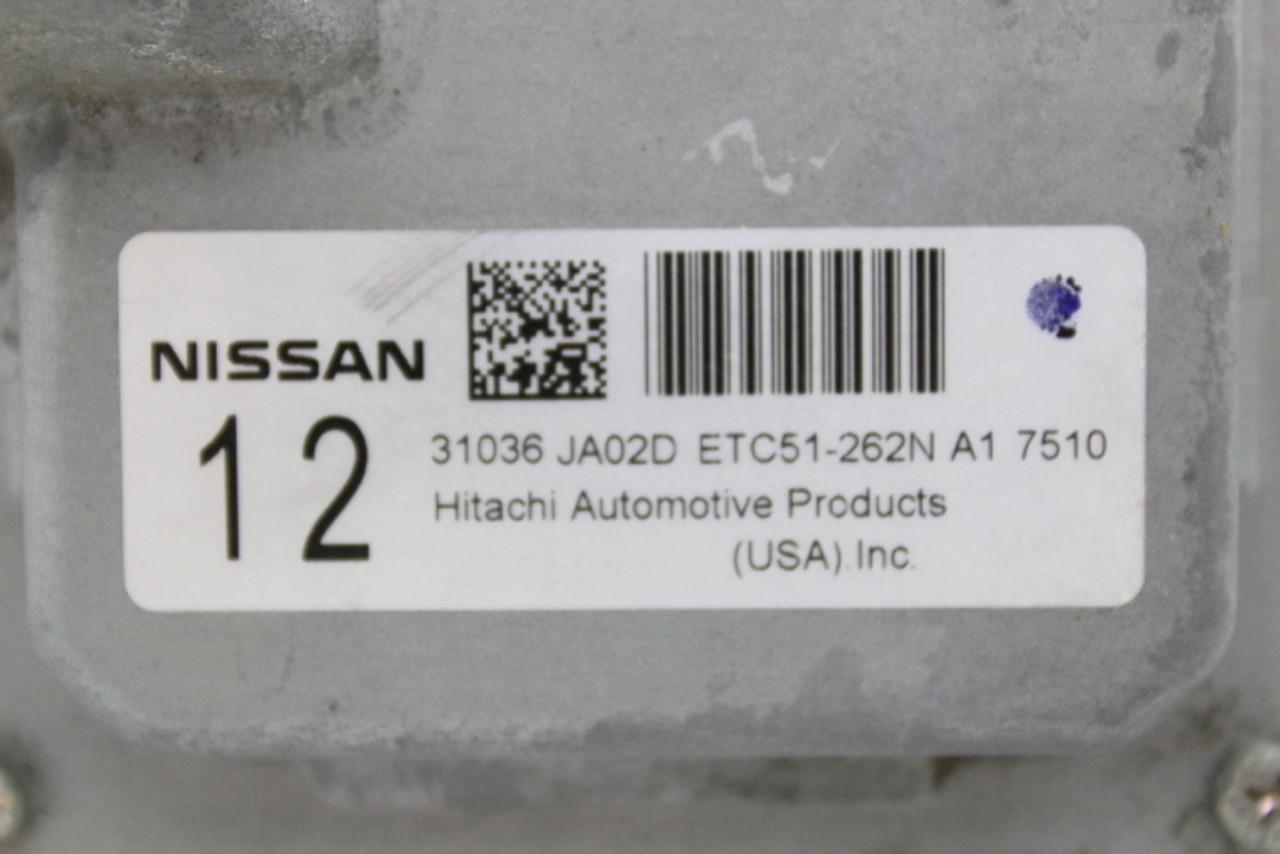 NISSAN
12
31036 JA02D ETC51-262N A1 7510
Hitachi Automotive Products
(USA).Inc.